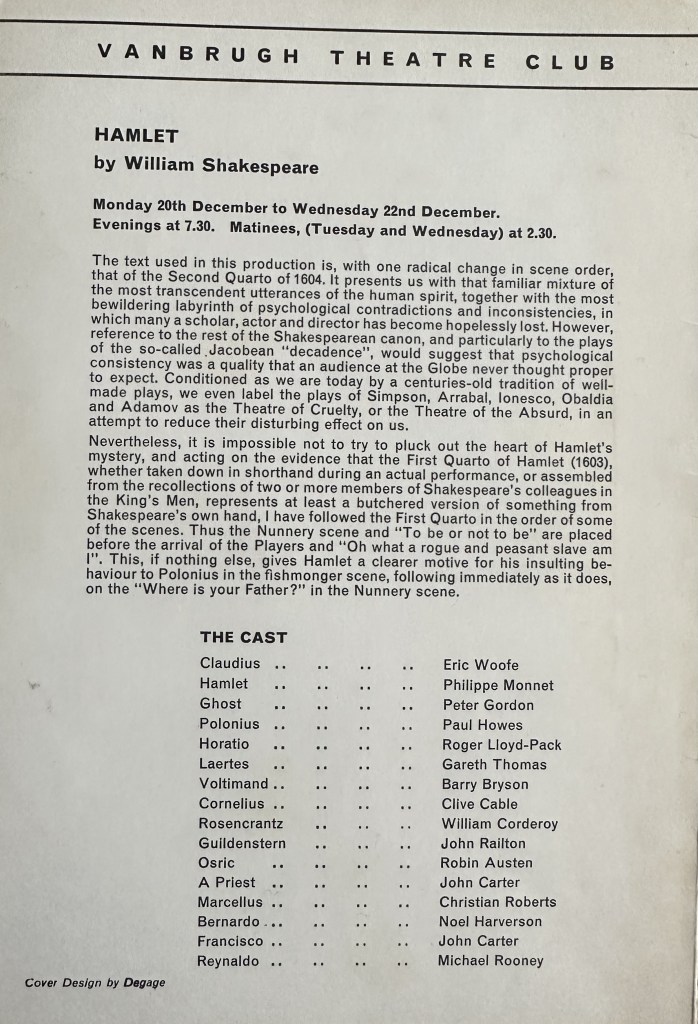 VANBRUGH THEATRE CLUB
HAMLET
by William Shakespeare
Monday 20th December to Wednesday 22nd December.
Evenings at 7.30. Matinees, (Tuesday and Wednesday) at 2.30.
The text used in this production is, with one radical change in scene order,
that of the Second Quarto of 1604. It presents us with that familiar mixture of
the most transcendent utterances of the human spirit, together with the most
bewildering labyrinth of psychological contradictions and inconsistencies, in
which many a scholar, actor and director has become hopelessly lost. However,
reference to the rest of the Shakespearean canon, and particularly to the plays
of the so-called Jacobean "decadence", would suggest that psychological
consistency was a quality that an audience at the Globe never thought proper
to expect. Conditioned as we are today by a centuries-old tradition of well-
made plays, we even label the plays of Simpson, Arrabal, Ionesco, Obaldia
and Adamov as the Theatre of Cruelty, or the Theatre of the Absurd, in an
attempt to reduce their disturbing effect on us.
Nevertheless, it is impossible not to try to pluck out the heart of Hamlet's
mystery, and acting on the evidence that the First Quarto of Hamlet (1603),
whether taken down in shorthand during an actual performance, or assembled
from the recollections of two or more members of Shakespeare's colleagues in
the King's Men, represents at least a butchered version of something from
Shakespeare's own hand, I have followed the First Quarto in the order of some
of the scenes. Thus the Nunnery scene and "To be or not to be" are placed
before the arrival of the Players and "Oh what a rogue and peasant slave am
I". This, if nothing else, gives Hamlet a clearer motive for his insulting be-
haviour to Polonius in the fishmonger scene, following immediately as it does,
on the "Where is your Father?" in the Nunnery scene.
THE CAST
Claudius .. .. .. .. Eric Woofe
Hamlet .. .. .. .. Philippe Monnet
Ghost .. .. .. .. Peter Gordon
Polonius .. .. .. .. Paul Howes
Horatio .. .. .. .. Roger Lloyd-Pack
Laertes .. .. .. .. Gareth Thomas
Voltimand .. .. .. .. Barry Bryson
Cornelius .. .. .. .. Clive Cable
Rosencrantz .. .. .. William Corderoy
Guildenstern .. .. .. John Railton
Osric .. .. .. .. Robin Austen
A Priest .. .. .. .. John Carter
Marcellus .. .. .. .. Christian Roberts
Bernardo ... .. .. .. Noel Harverson
Francisco .. .. .. .. John Carter
Reynaldo .. .. .. .. Michael Rooney
Cover Design by Degage